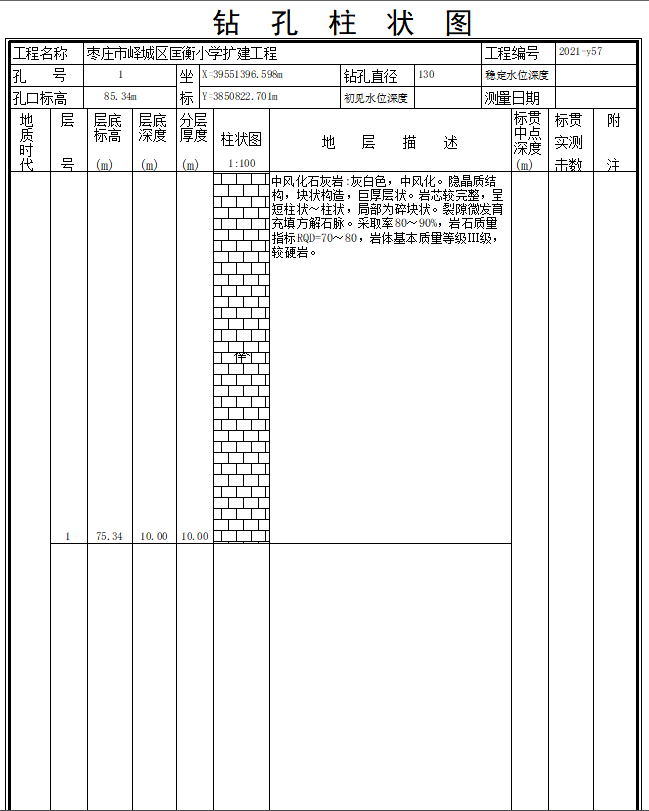 钻 孔 柱 状 图
工程名称 枣庄市峄城区匡衡小学扩建工程 工程编号 2021-y57
孔 号 1 坐 X=39551396.598m 钻孔直径 130 稳定水位深度
孔口标高 85.34m 标 Y=3850822.701m 初见水位深度 测量日期
地质时代 层号 层底标高(m) 层底深度(m) 分层厚度(m) 柱状图 1:100 地 层 描 述 标贯中点深度(m) 标贯实测击数 附注
中风化石灰岩:灰白色，中风化。隐晶质结
构，块状构造，巨厚层状。岩芯较完整，呈
短柱状～柱状，局部为碎块状。裂隙微发育
充填方解石脉。采取率80～90%，岩石质量
指标RQD=70～80，岩体基本质量等级III级，
较硬岩。
1 75.34 10.00 10.00